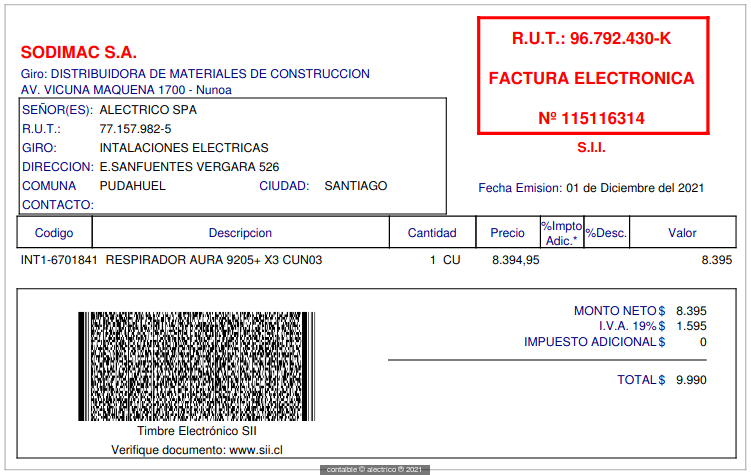 SODIMAC S.A.
Giro: DISTRIBUIDORA DE MATERIALES DE CONSTRUCCION
AV. VICUNA MAQUENA 1700 - Nunoa
R.U.T.: 96.792.430-K
FACTURA ELECTRONICA
Nº 115116314
S.I.I.
SEÑOR(ES): ALECTRICO SPA
R.U.T.: 77.157.982-5
GIRO: INTALACIONES ELECTRICAS
DIRECCION: E.SANFUENTES VERGARA 526
COMUNA PUDAHUEL CIUDAD: SANTIAGO
CONTACTO:
Fecha Emision: 01 de Diciembre del 2021
Codigo Descripcion Cantidad Precio %Impto Adic.* %Desc. Valor
INT1-6701841 RESPIRADOR AURA 9205+ X3 CUN03 1 CU 8.394,95 8.395
MONTO NETO $ 8.395
I.V.A. 19% $ 1.595
IMPUESTO ADICIONAL $ 0
TOTAL $ 9.990
Timbre Electrónico SII
Verifique documento: www.sii.cl
contalble © alectrico ® 2021